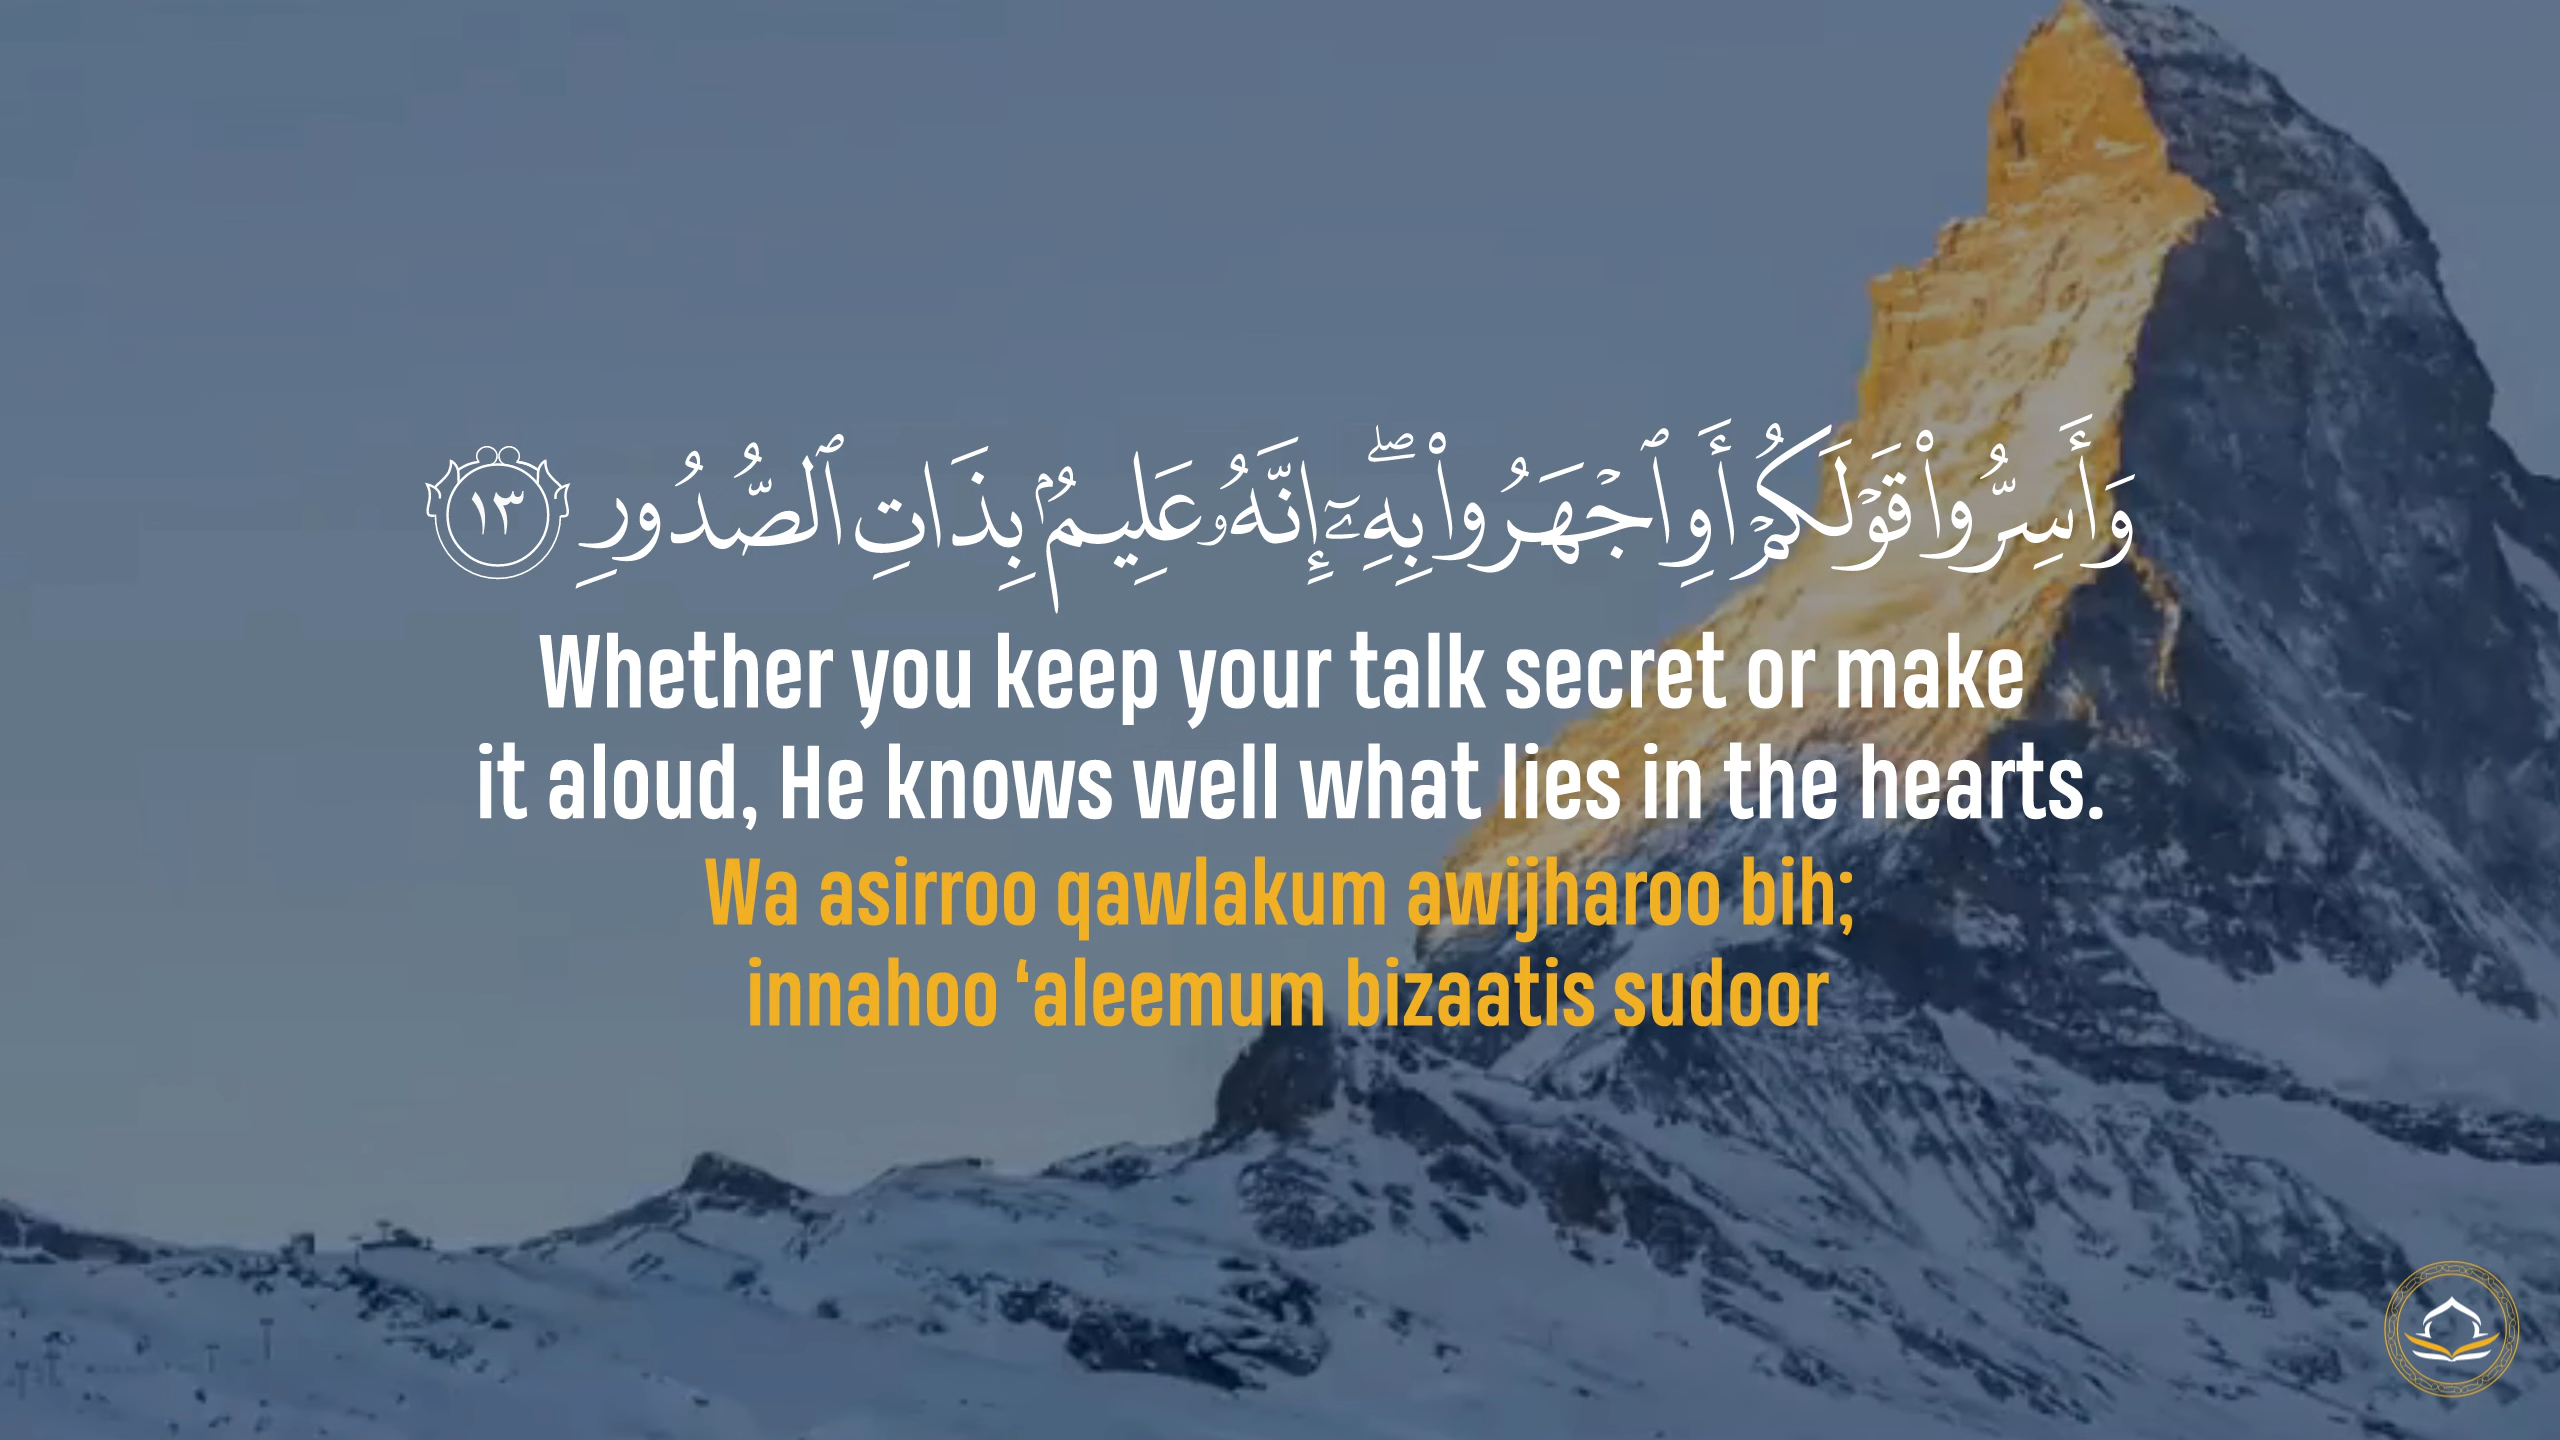 وَأَسِرُّوا۟ قَوْلَكُمْ أَوِ ٱجْهَرُوا۟ بِهِۦٓ ۖ إِنَّهُۥ عَلِيمٌۢ بِذَاتِ ٱلصُّدُورِ ١٣
Whether you keep your talk secret or make
it aloud, He knows well what lies in the hearts.
Wa asirroo qawlakum awijharoo bih;
innahoo ‘aleemum bizaatis sudoor